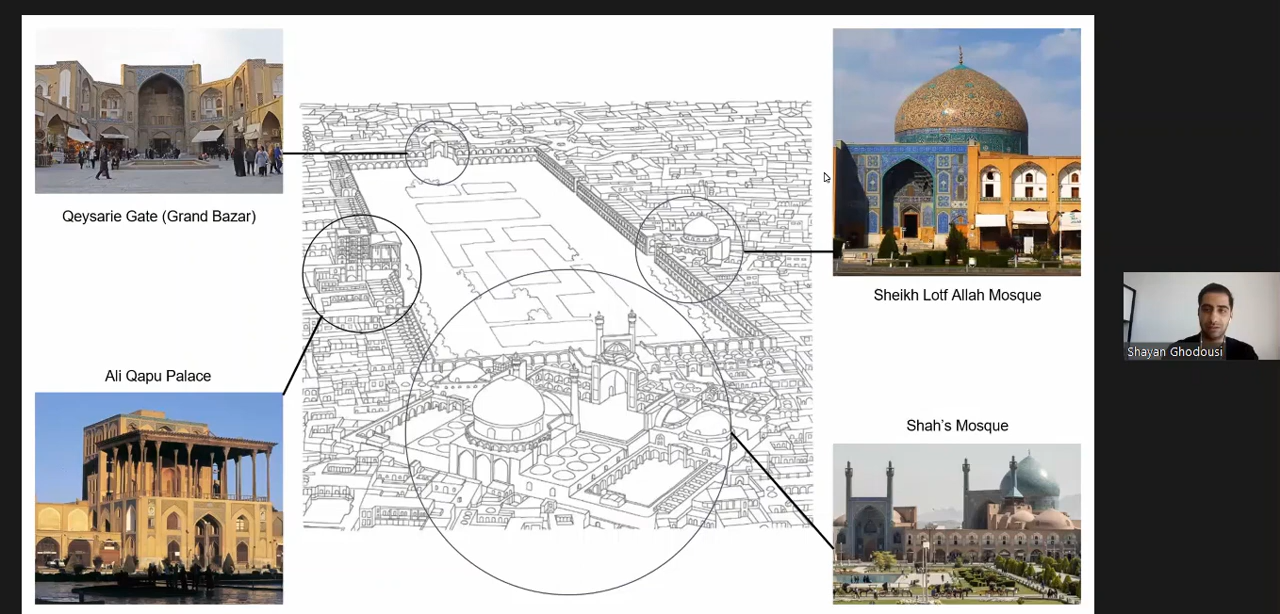 Qeysarie Gate (Grand Bazar)
Sheikh Lotf Allah Mosque
Ali Qapu Palace
Shah's Mosque
Shayan Ghodousi